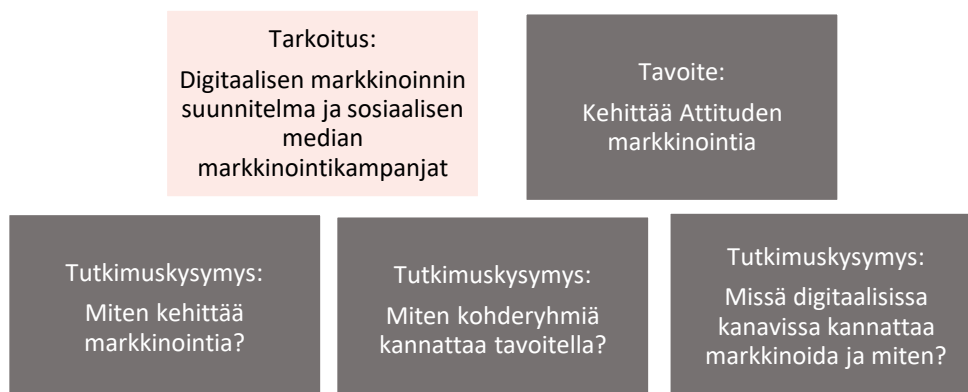 Tarkoitus:
Digitaalisen markkinoinnin
suunnitelma ja sosiaalisen
median
markkinointikampanjat
Tavoite:
Kehittää Attituden
markkinointia
Tutkimuskysymys:
Miten kehittää
markkinointia?
Tutkimuskysymys:
Miten kohderyhmiä
kannattaa tavoitella?
Tutkimuskysymys:
Missä digitaalisissa
kanavissa kannattaa
markkinoida ja miten?